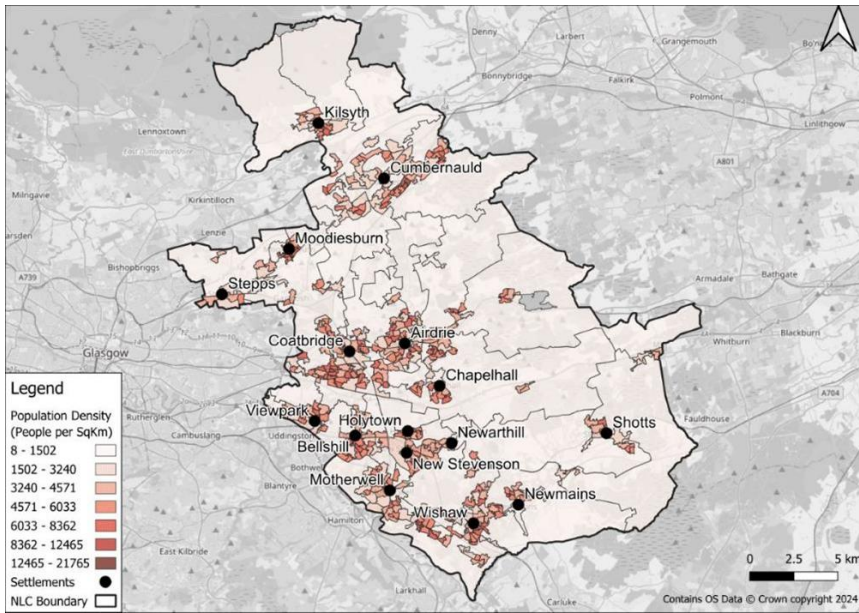 Denny
Larbert
Grangemouth
Bonnybridge
Falkirk
Polmont
Linlithgow
Kilsyth
Lennoxtown
A801
Cumbernauld
Milngavie
Kirkintilloch
Lenzie
Moodiesburn
Bishopbriggs
A739
Stepps
Armadale
Bathgate
Airdrie
Coatbridge
Glasgow
Whitburn
Blackburn
Chapelhall
A704
Legend
Population Density
(People per SqKm)
8 - 1502
1502 - 3240
3240 - 4571
4571 - 6033
6033 - 8362
8362 - 12465
12465 - 21765
Settlements
NLC Boundary
Viewpark
Rutherglen
Cambuslang
Uddingston
Holytown
Bellshill
Newarthill
Shotts
Fauldhouse
New Stevenson
Motherwell
Blantyre
Hamilton
Wishaw
Newmains
East Kilbride
Larkhall
Carluke
0 2.5 5 km
Contains OS Data © Crown copyright 2024